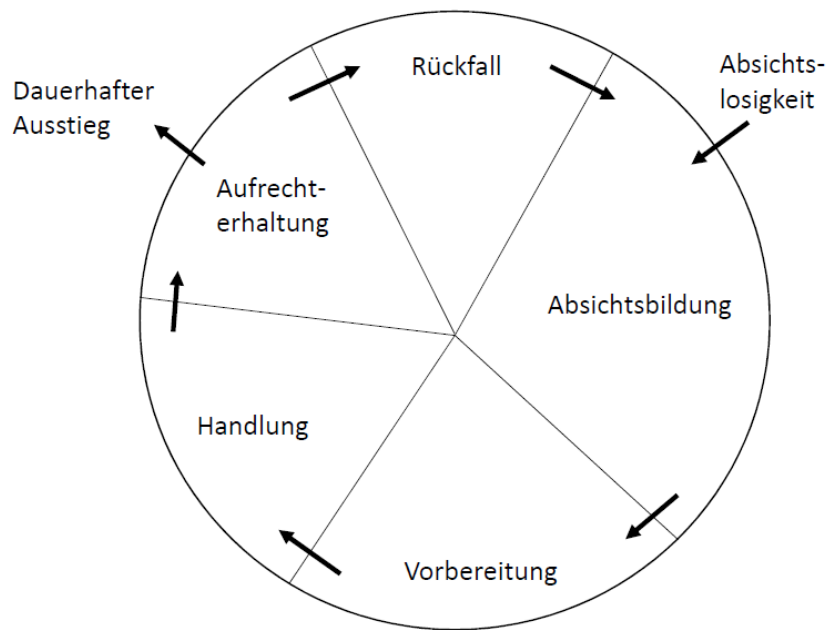 Rückfall
Absichts-
losigkeit
Dauerhafter
Ausstieg
Aufrecht-
erhaltung
Absichtsbildung
Handlung
Vorbereitung